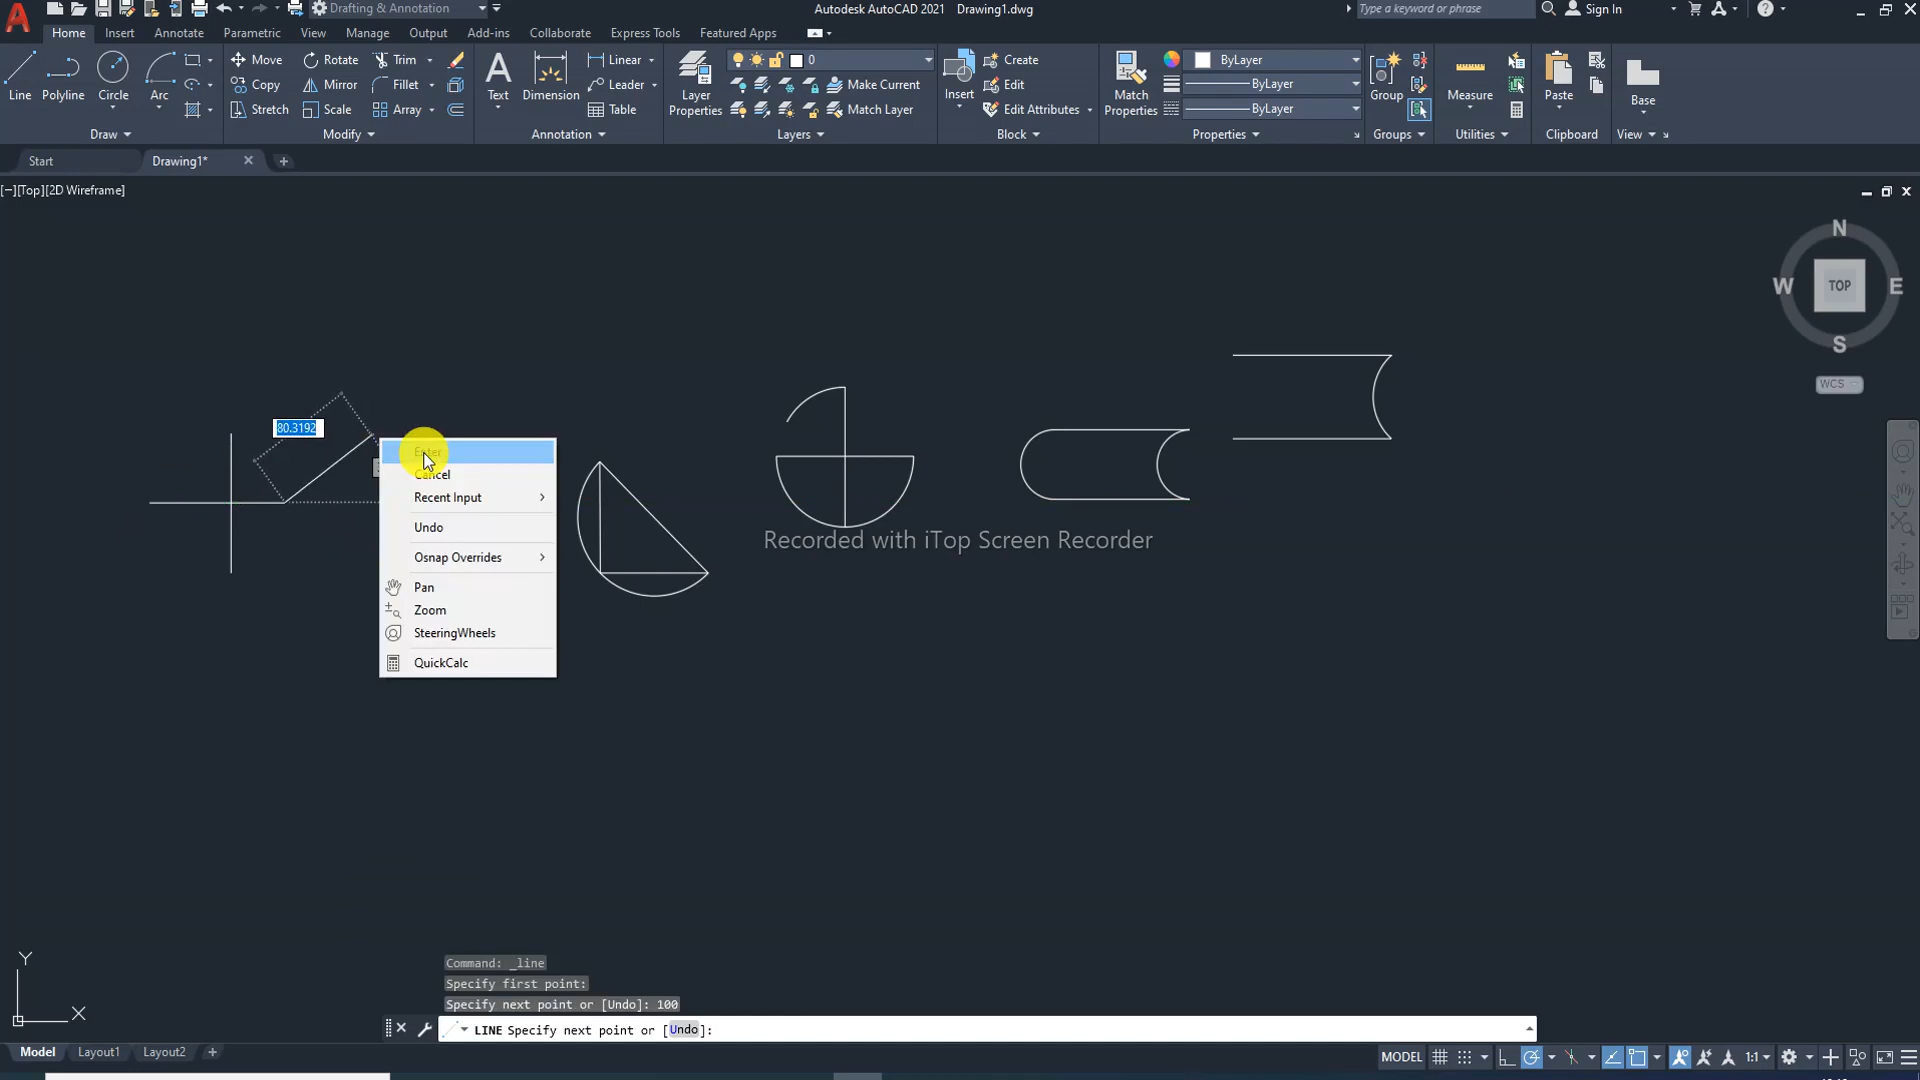 Drafting & Annotation
Autodesk AutoCAD 2021 Drawing1.dwg
Type a keyword or phrase
Sign In
Home Insert Annotate Parametric View Manage Output Add-ins Collaborate Express Tools Featured Apps
Line
Polyline
Circle
Arc
Move
Rotate
Trim
Copy
Mirror
Fillet
Stretch
Scale
Array
Text
Dimension
Linear
Leader
Table
Layer
Properties
0
Make Current
Match Layer
Insert
Create
Edit
Edit Attributes
Match
Properties
ByLayer
ByLayer
ByLayer
Group
Measure
Paste
Base
Draw Modify Annotation Layers Block Properties Groups Utilities Clipboard View
Start Drawing1*
[−][Top][2D Wireframe]
N
W TOP E
S
WCS
80.3192
Enter
Cancel
Recent Input
Undo
Osnap Overrides
Pan
Zoom
SteeringWheels
QuickCalc
Recorded with iTop Screen Recorder
Y
X
Command: _line
Specify first point:
Specify next point or [Undo]: 100
LINE Specify next point or [Undo]:
Model Layout1 Layout2
MODEL 1:1